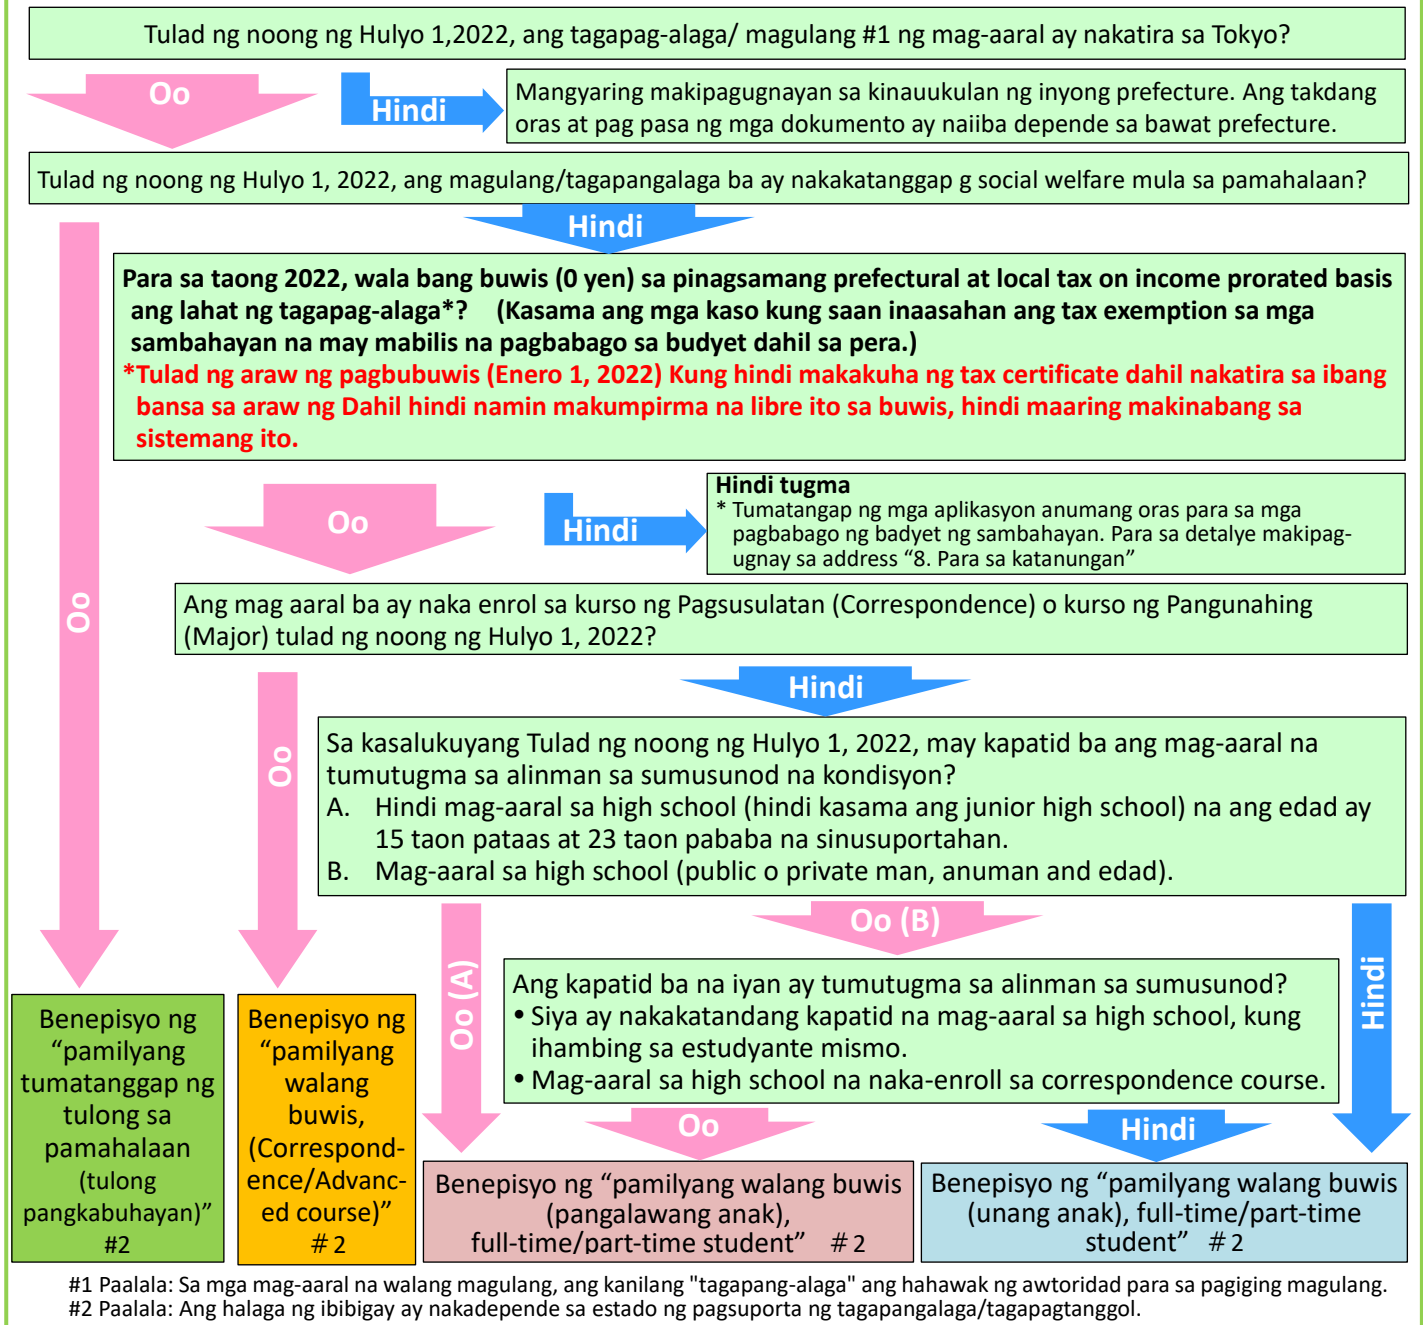 Tulad ng noong ng Hulyo 1,2022, ang tagapag-alaga/ magulang #1 ng mag-aaral ay nakatira sa Tokyo?
Oo
Hindi
Mangyaring makipagugnayan sa kinauukulan ng inyong prefecture. Ang takdang
oras at pag pasa ng mga dokumento ay naiiba depende sa bawat prefecture.
Tulad ng noong ng Hulyo 1, 2022, ang magulang/tagapangalaga ba ay nakakatanggap g social welfare mula sa pamahalaan?
Hindi
Para sa taong 2022, wala bang buwis (0 yen) sa pinagsamang prefectural at local tax on income prorated basis
ang lahat ng tagapag-alaga*? (Kasama ang mga kaso kung saan inaasahan ang tax exemption sa mga
sambahayan na may mabilis na pagbabago sa budyet dahil sa pera.)
*Tulad ng araw ng pagbubuwis (Enero 1, 2022) Kung hindi makakuha ng tax certificate dahil nakatira sa ibang
bansa sa araw ng Dahil hindi namin makumpirma na libre ito sa buwis, hindi maaring makinabang sa
sistemang ito.
Oo
Hindi
Hindi tugma
* Tumatangap ng mga aplikasyon anumang oras para sa mga
pagbabago ng badyet ng sambahayan. Para sa detalye makipag-
ugnay sa address “8. Para sa katanungan”
Oo
Ang mag aaral ba ay naka enrol sa kurso ng Pagsusulatan (Correspondence) o kurso ng Pangunahing
(Major) tulad ng noong ng Hulyo 1, 2022?
Hindi
Oo
Sa kasalukuyang Tulad ng noong ng Hulyo 1, 2022, may kapatid ba ang mag-aaral na
tumutugma sa alinman sa sumusunod na kondisyon?
A. Hindi mag-aaral sa high school (hindi kasama ang junior high school) na ang edad ay
15 taon pataas at 23 taon pababa na sinusuportahan.
B. Mag-aaral sa high school (public o private man, anuman and edad).
Oo (A)
Oo (B)
Hindi
Ang kapatid ba na iyan ay tumutugma sa alinman sa sumusunod?
• Siya ay nakakatandang kapatid na mag-aaral sa high school, kung
ihambing sa estudyante mismo.
• Mag-aaral sa high school na naka-enroll sa correspondence course.
Oo
Hindi
Benepisyo ng
“pamilyang
tumatanggap ng
tulong sa
pamahalaan
(tulong
pangkabuhayan)”
#2
Benepisyo ng
“pamilyang
walang
buwis,
(Correspond-
ence/Advanc-
ed course)”
＃2
Benepisyo ng “pamilyang walang buwis
(pangalawang anak),
full-time/part-time student” ＃2
Benepisyo ng “pamilyang walang buwis
(unang anak), full-time/part-time
student” ＃2
#1 Paalala: Sa mga mag-aaral na walang magulang, ang kanilang "tagapang-alaga" ang hahawak ng awtoridad para sa pagiging magulang.
#2 Paalala: Ang halaga ng ibibigay ay nakadepende sa estado ng pagsuporta ng tagapangalaga/tagapagtanggol.